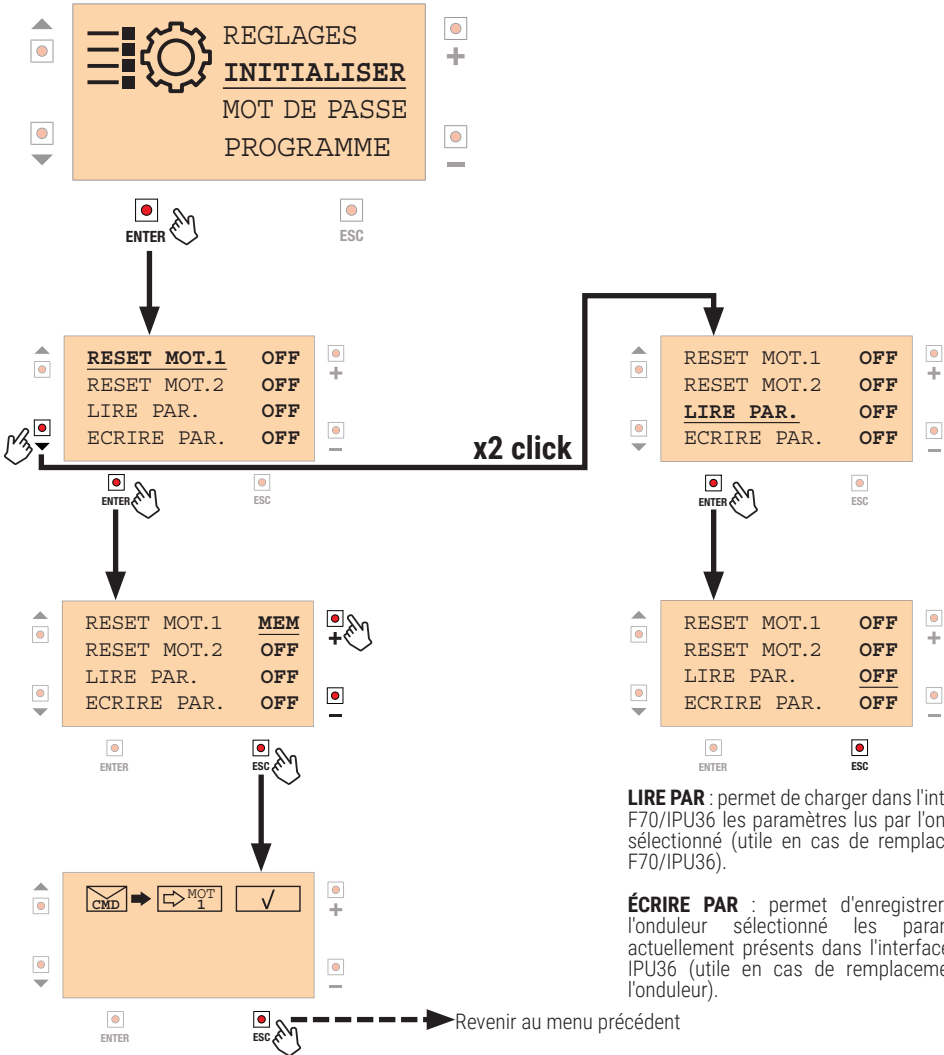 REGLAGES
INITIALISER
MOT DE PASSE
PROGRAMME
+
−
ENTER
ESC
RESET MOT.1 OFF
RESET MOT.2 OFF
LIRE PAR. OFF
ECRIRE PAR. OFF
+
−
ENTER
ESC
x2 click
RESET MOT.1 OFF
RESET MOT.2 OFF
LIRE PAR. OFF
ECRIRE PAR. OFF
+
−
ENTER
ESC
RESET MOT.1 MEM
RESET MOT.2 OFF
LIRE PAR. OFF
ECRIRE PAR. OFF
+
−
ENTER
ESC
RESET MOT.1 OFF
RESET MOT.2 OFF
LIRE PAR. OFF
ECRIRE PAR. OFF
+
−
ENTER
ESC
LIRE PAR : permet de charger dans l'int
F70/IPU36 les paramètres lus par l'on
sélectionné (utile en cas de remplac
F70/IPU36).
ÉCRIRE PAR : permet d'enregistrer
l'onduleur sélectionné les paran
actuellement présents dans l'interface
IPU36 (utile en cas de remplaceme
l'onduleur).
CMD MOT 1 √
+
−
ENTER
ESC
Revenir au menu précédent